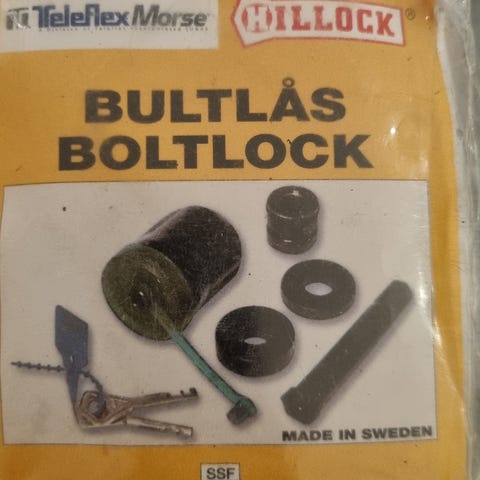 TELEFLEX MORSE
HILLOCK®
BULTLÅS
BOLTLOCK
MADE IN SWEDEN
SSF